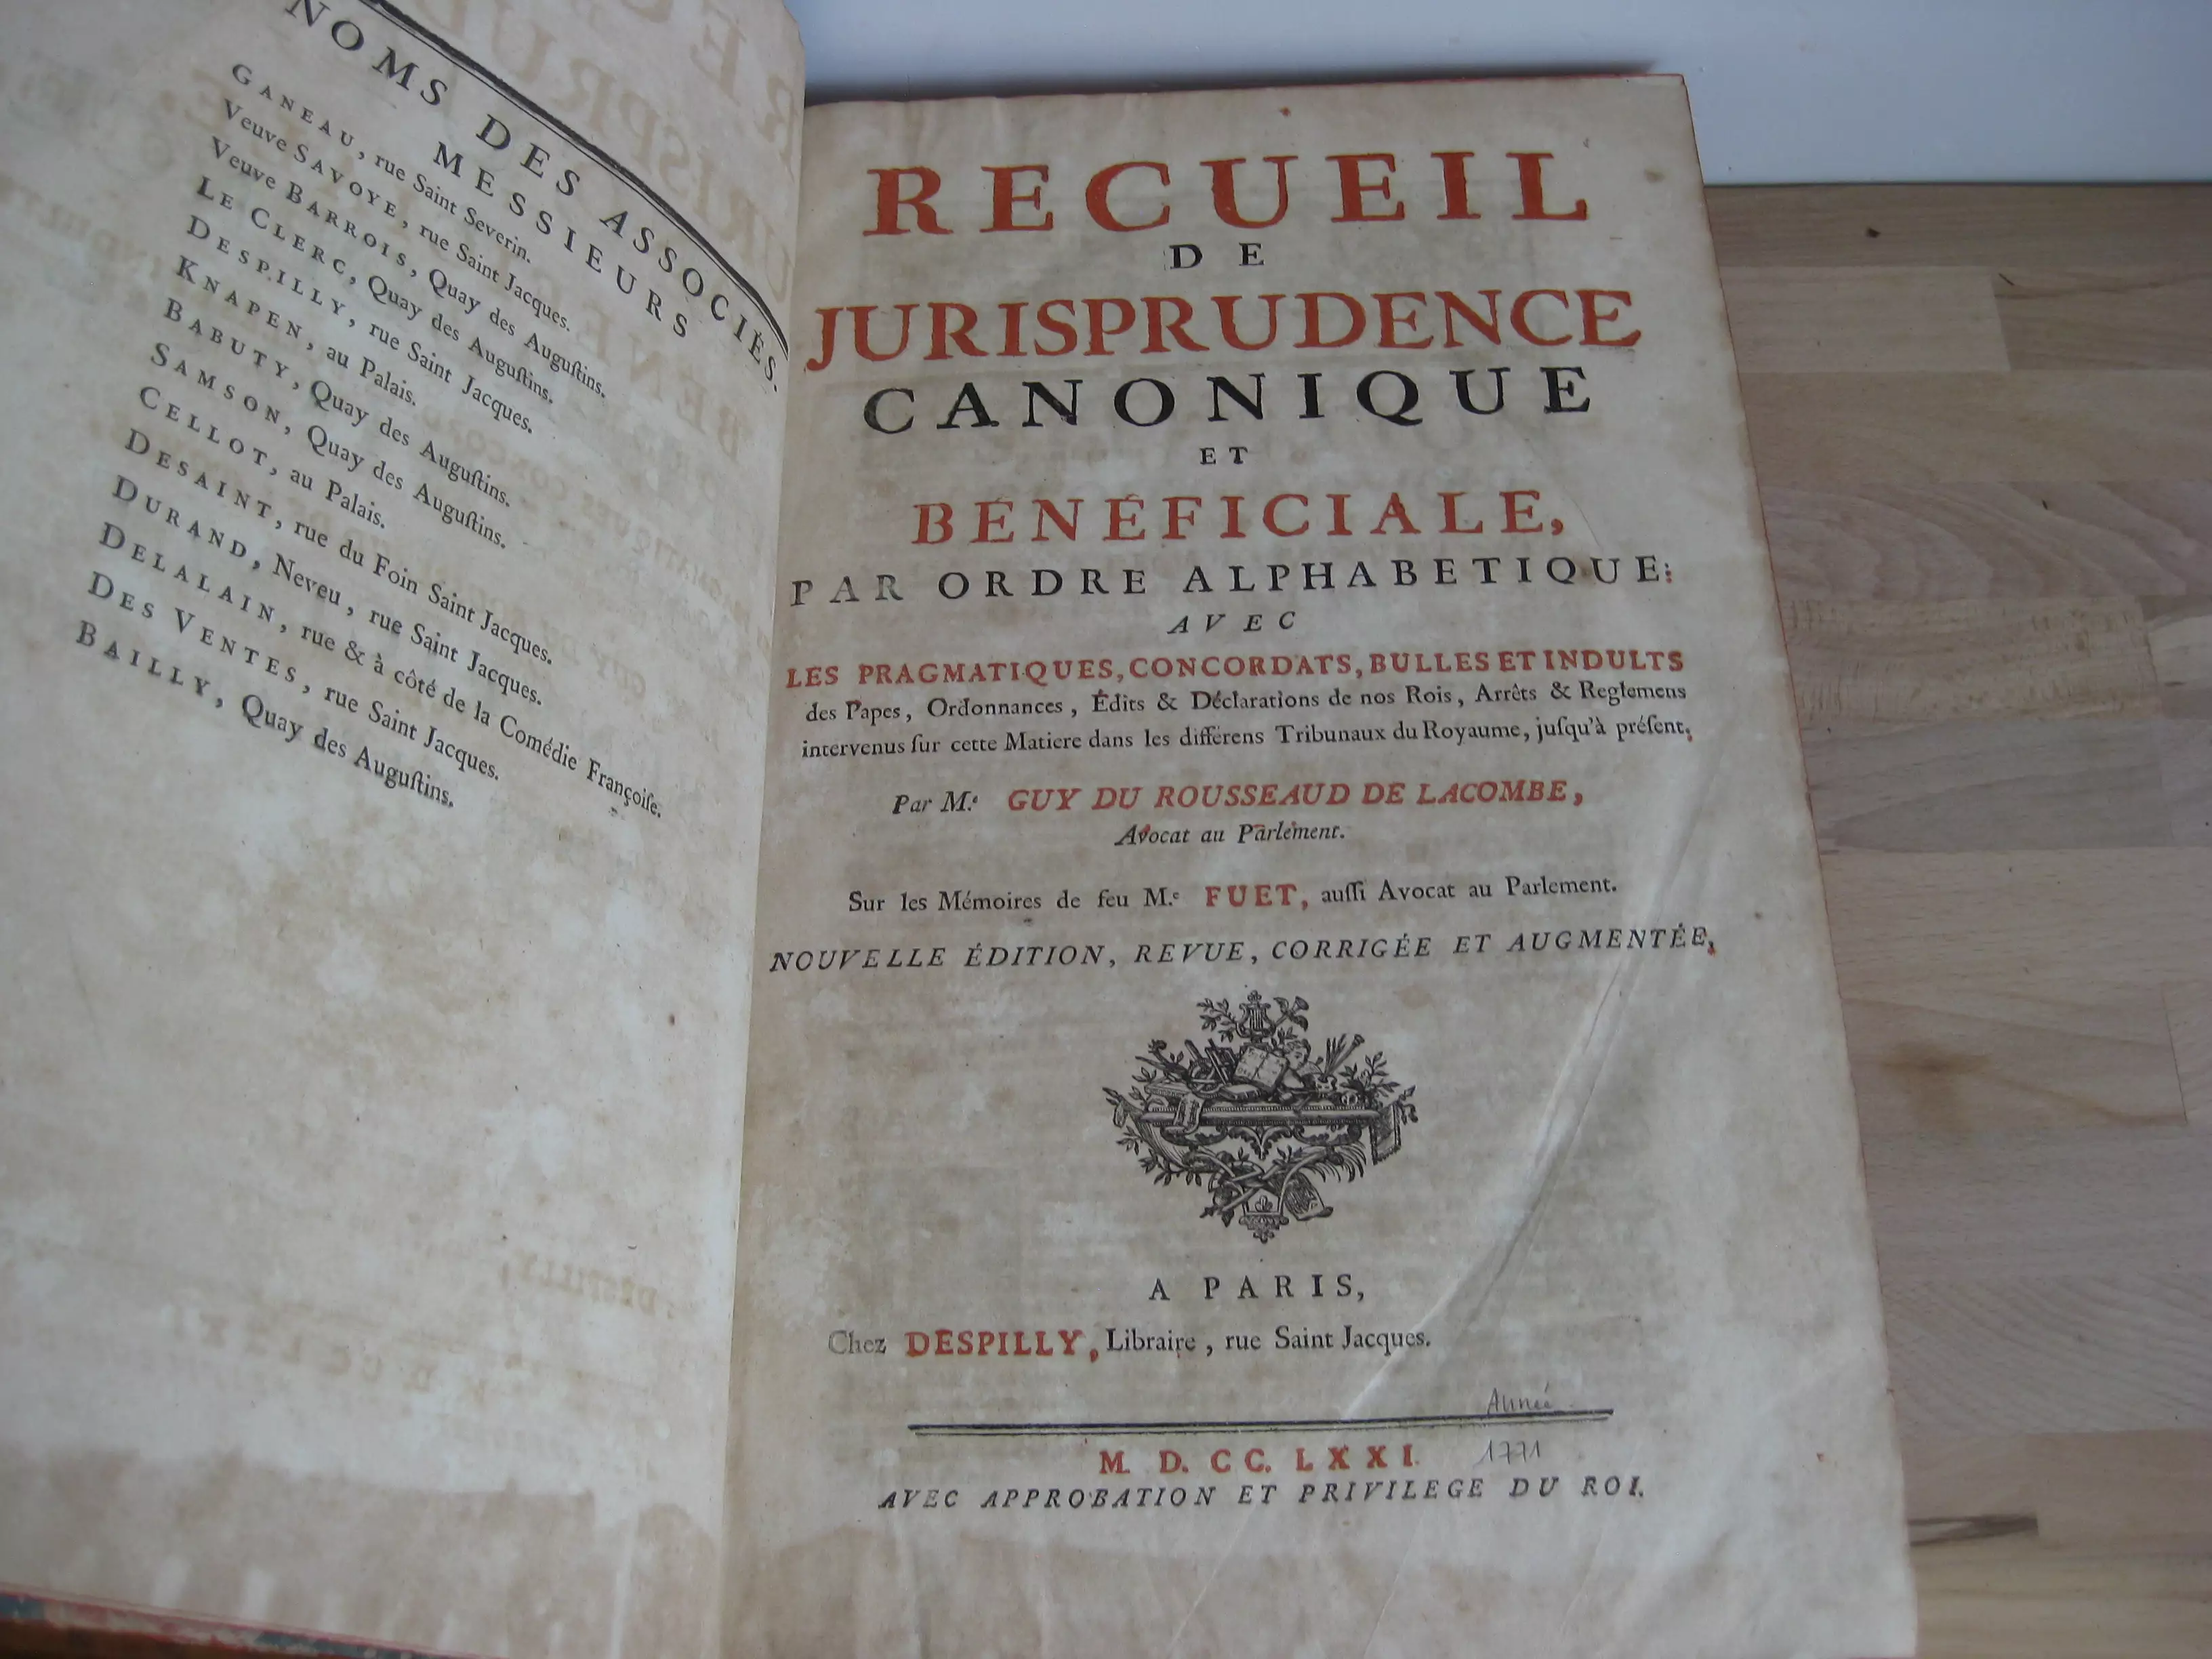 NOMS DES ASSOCIÉS.
MESSIEURS
GANEAU, rue Saint Severin.
Veuve SAVOYE, rue Saint Jacques.
Veuve BARROIS, Quay des Auguſtins.
LE CLERC, Quay des Auguſtins.
DESPILLY, rue Saint Jacques.
KNAPEN, au Palais.
BABUTY, Quay des Auguſtins.
SAMSON, Quay des Auguſtins.
CELLOT, au Palais.
DESAINT, rue du Foin Saint Jacques.
DURAND, Neveu, rue Saint Jacques.
DELALAIN, rue & à côté de la Comédie Françoiſe.
DES VENTES, rue Saint Jacques.
BAILLY, Quay des Auguſtins.
RECUEIL
DE
JURISPRUDENCE
CANONIQUE
ET
BÉNÉFICIALE,
PAR ORDRE ALPHABETIQUE:
AVEC
LES PRAGMATIQUES, CONCORDATS, BULLES ET INDULTS
des Papes, Ordonnances, Édits & Déclarations de nos Rois, Arrêts & Reglemens
intervenus ſur cette Matiere dans les différens Tribunaux du Royaume, juſqu'à préſent.
Par M.e GUY DU ROUSSEAUD DE LACOMBE,
Avocat au Parlement.
Sur les Mémoires de feu M.e FUET, auſſi Avocat au Parlement.
NOUVELLE ÉDITION, REVUE, CORRIGÉE ET AUGMENTÉE,
A PARIS,
Chez DESPILLY, Libraire, rue Saint Jacques.
Année
M. D. CC. LXXI. 1771
AVEC APPROBATION ET PRIVILEGE DU ROI.